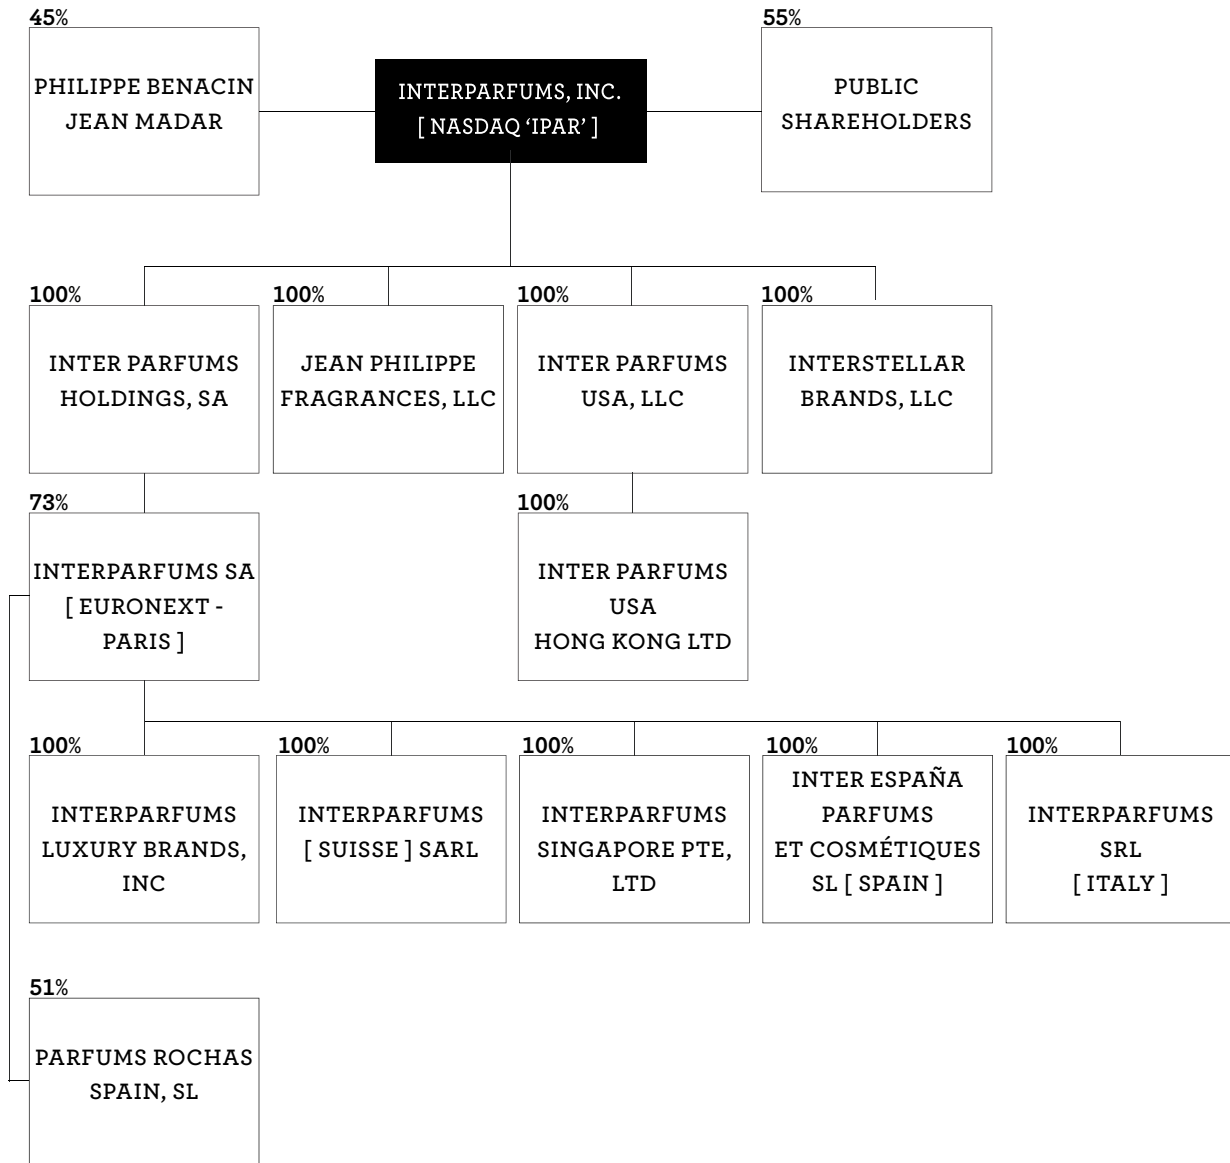 45%
PHILIPPE BENACIN
JEAN MADAR
INTERPARFUMS, INC.
[ NASDAQ ‘IPAR’ ]
55%
PUBLIC
SHAREHOLDERS
100%
INTER PARFUMS
HOLDINGS, SA
100%
JEAN PHILIPPE
FRAGRANCES, LLC
100%
INTER PARFUMS
USA, LLC
100%
INTERSTELLAR
BRANDS, LLC
73%
INTERPARFUMS SA
[ EURONEXT -
PARIS ]
100%
INTER PARFUMS
USA
HONG KONG LTD
100%
INTERPARFUMS
LUXURY BRANDS,
INC
100%
INTERPARFUMS
[ SUISSE ] SARL
100%
INTERPARFUMS
SINGAPORE PTE,
LTD
100%
INTER ESPAÑA
PARFUMS
ET COSMÉTIQUES
SL [ SPAIN ]
100%
INTERPARFUMS
SRL
[ ITALY ]
51%
PARFUMS ROCHAS
SPAIN, SL